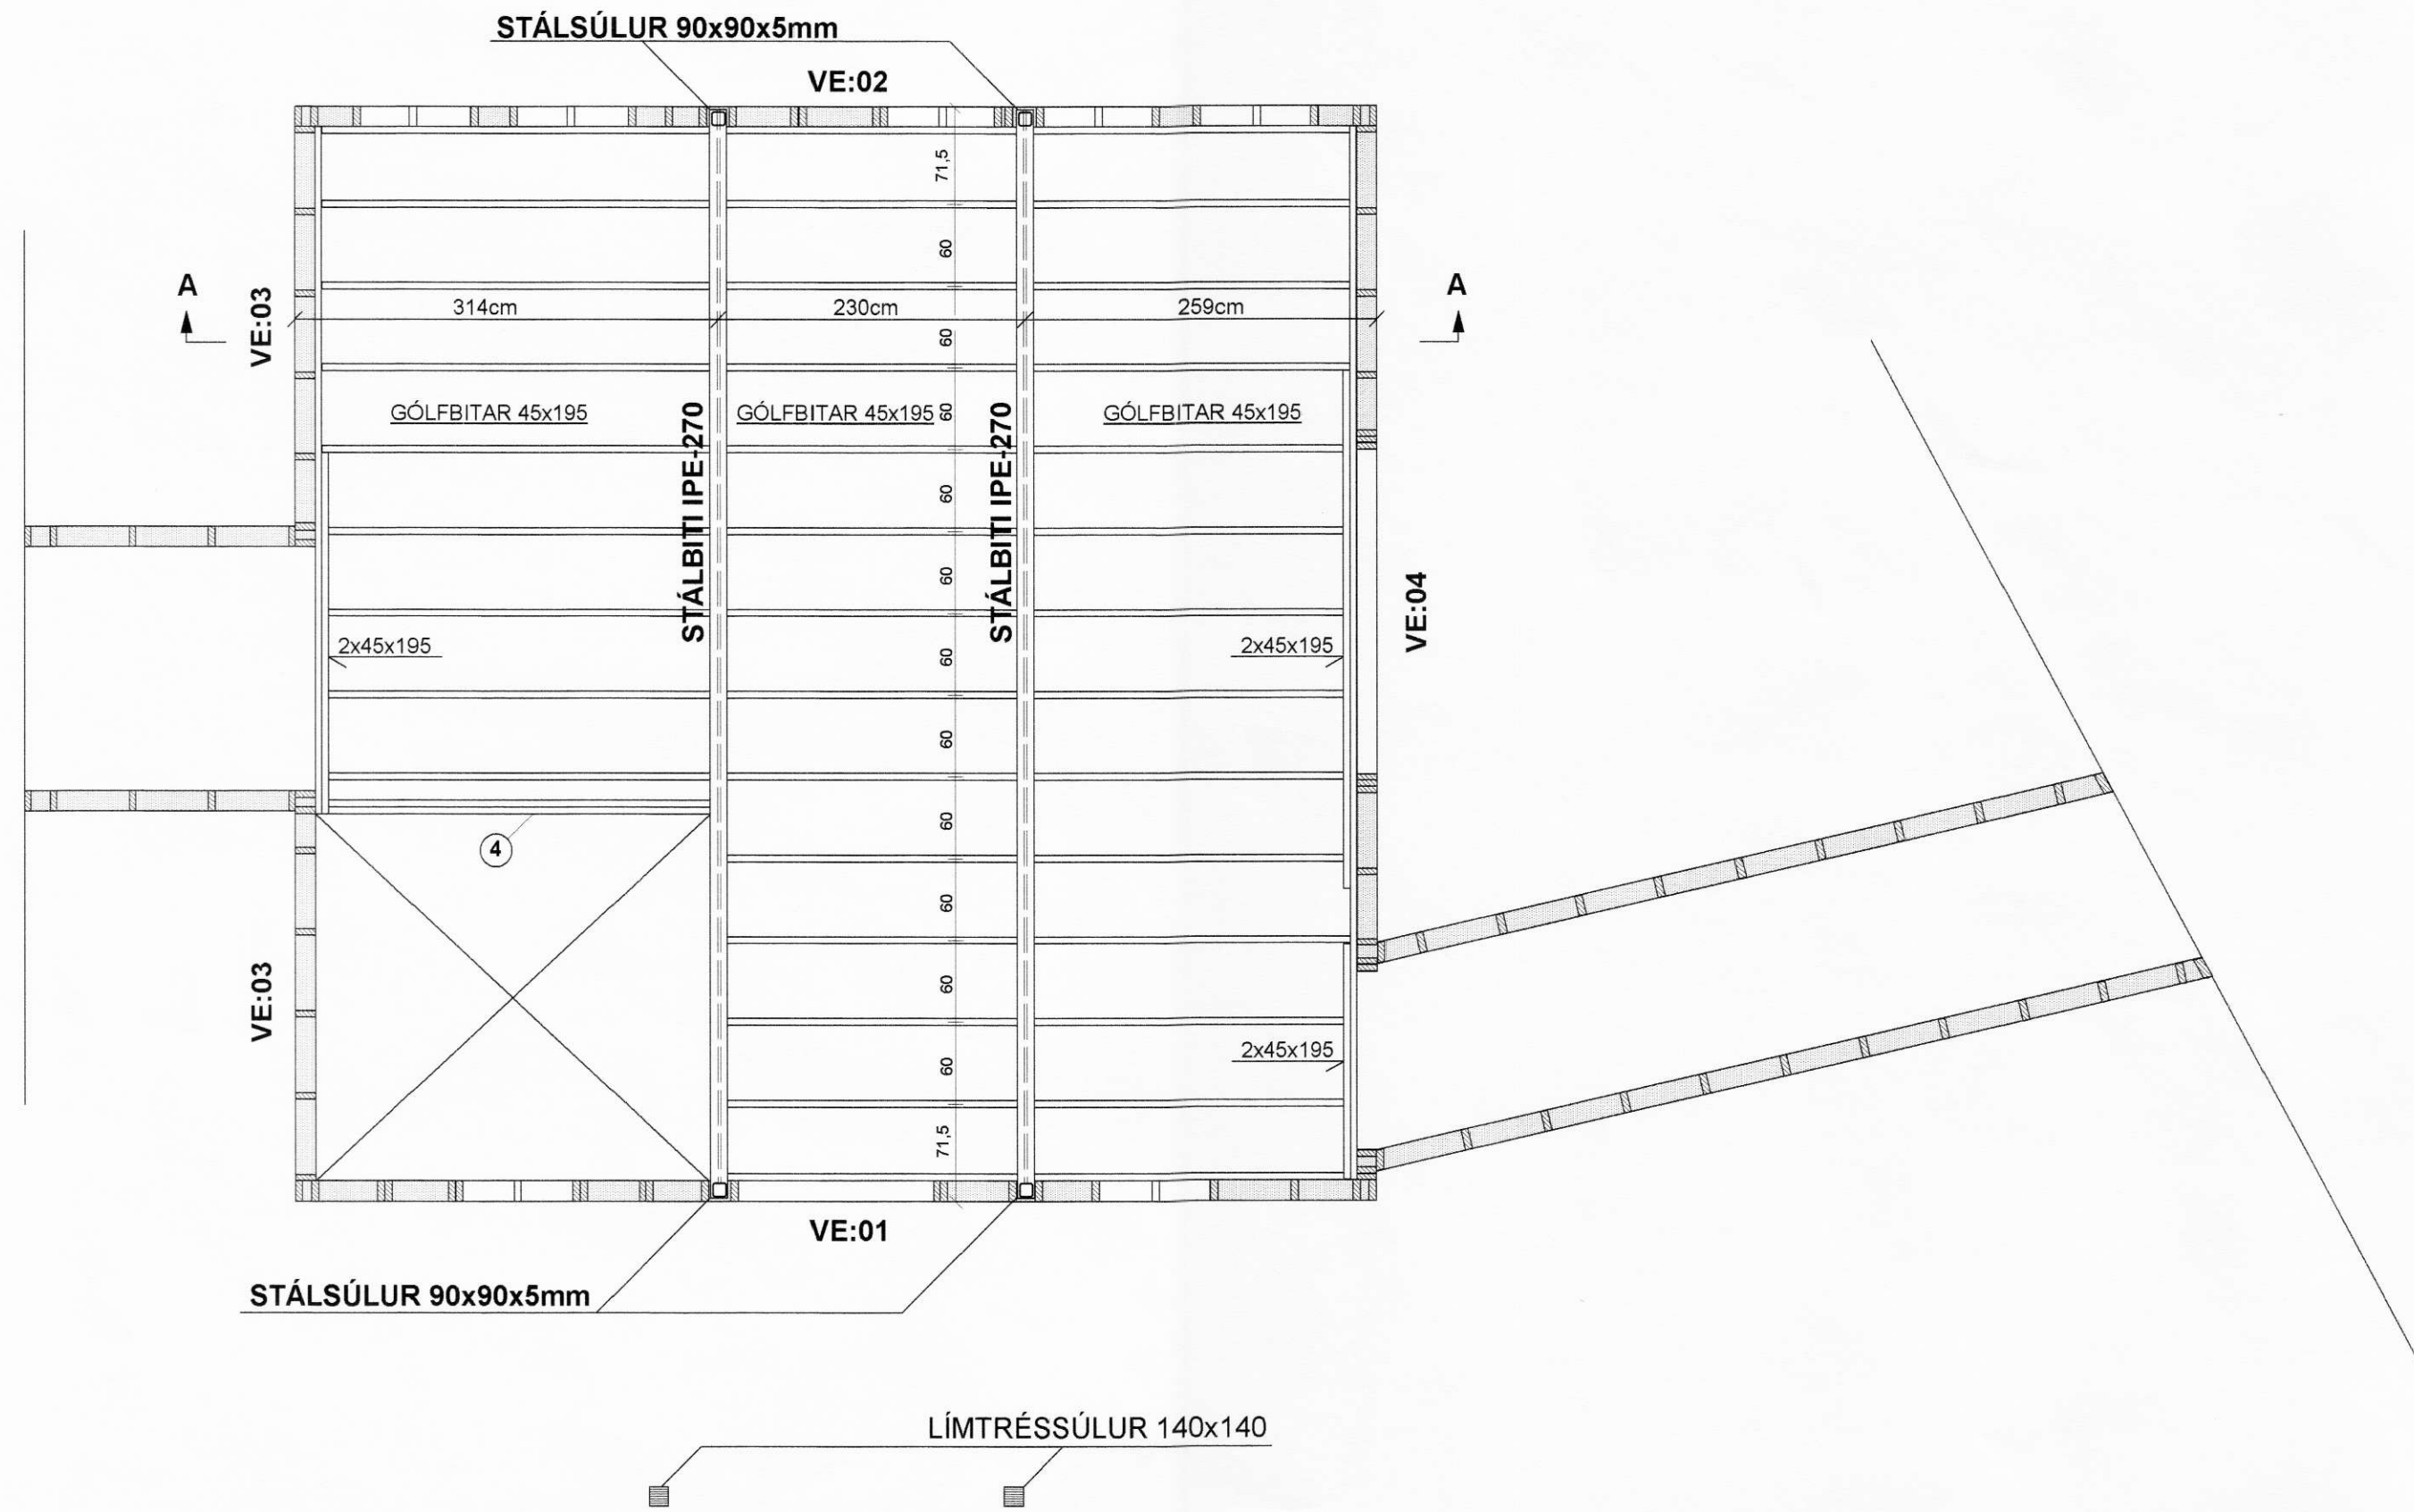 STÁLSÚLUR 90x90x5mm
VE:02
71,5
60
A
A
VE:03
314cm
230cm
259cm
60
GÓLFBITAR 45x195
GÓLFBITAR 45x195
60
GÓLFBITAR 45x195
STÁLBITI IPE-270
STÁLBITI IPE-270
60
60
VE:04
2x45x195
60
2x45x195
60
60
4
60
VE:03
60
2x45x195
60
71,5
VE:01
STÁLSÚLUR 90x90x5mm
LÍMTRÉSSÚLUR 140x140